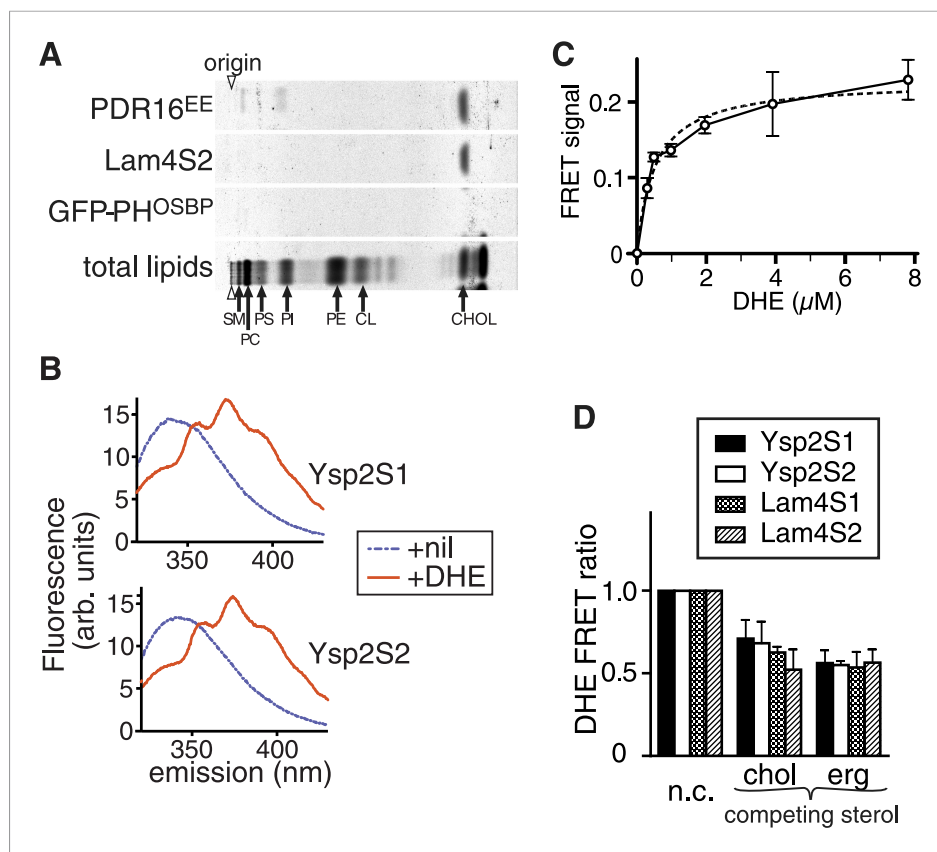 A
origin
PDR16EE
Lam4S2
GFP-PHOSBP
total lipids
SM
PC
PS
PI
PE
CL
CHOL
B
Fluorescence
(arb. units)
15
10
5
0
350
400
Ysp2S1
+nil
+DHE
15
10
5
0
350
400
emission (nm)
Ysp2S2
C
FRET signal
0.2
0.1
0
0
2
4
6
8
DHE (µM)
D
Ysp2S1
Ysp2S2
Lam4S1
Lam4S2
DHE FRET ratio
1.0
0.5
0
n.c.
chol
erg
competing sterol